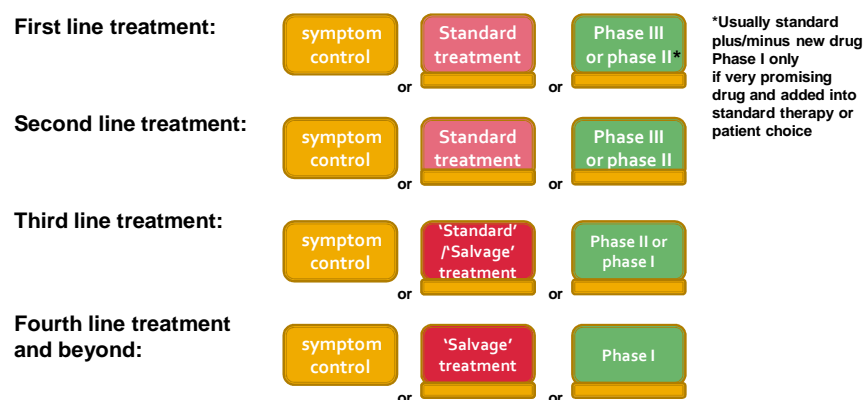 First line treatment:
symptom
control
or
Standard
treatment
or
Phase III
or phase II*
*Usually standard
plus/minus new drug
Phase I only
if very promising
drug and added into
standard therapy or
patient choice
Second line treatment:
symptom
control
or
Standard
treatment
or
Phase III
or phase II
Third line treatment:
symptom
control
or
‘Standard’
/‘Salvage’
treatment
or
Phase II or
phase I
Fourth line treatment
and beyond:
symptom
control
or
‘Salvage’
treatment
or
Phase I